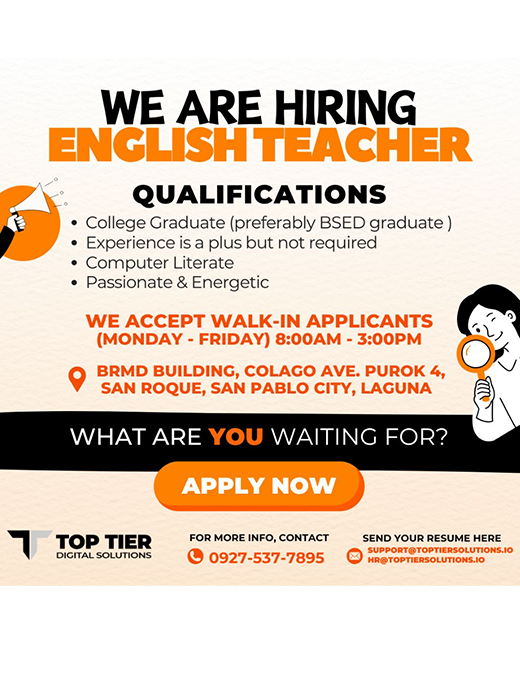 WE ARE HIRING
ENGLISH TEACHER
QUALIFICATIONS
• College Graduate (preferably BSED graduate )
• Experience is a plus but not required
• Computer Literate
• Passionate & Energetic
WE ACCEPT WALK-IN APPLICANTS
(MONDAY - FRIDAY) 8:00AM - 3:00PM
BRMD BUILDING, COLAGO AVE. PUROK 4,
SAN ROQUE, SAN PABLO CITY, LAGUNA
WHAT ARE YOU WAITING FOR?
APPLY NOW
TOP TIER
DIGITAL SOLUTIONS
FOR MORE INFO, CONTACT
0927-537-7895
SEND YOUR RESUME HERE
SUPPORT@TOPTIERSOLUTIONS.IO
HR@TOPTIERSOLUTIONS.IO